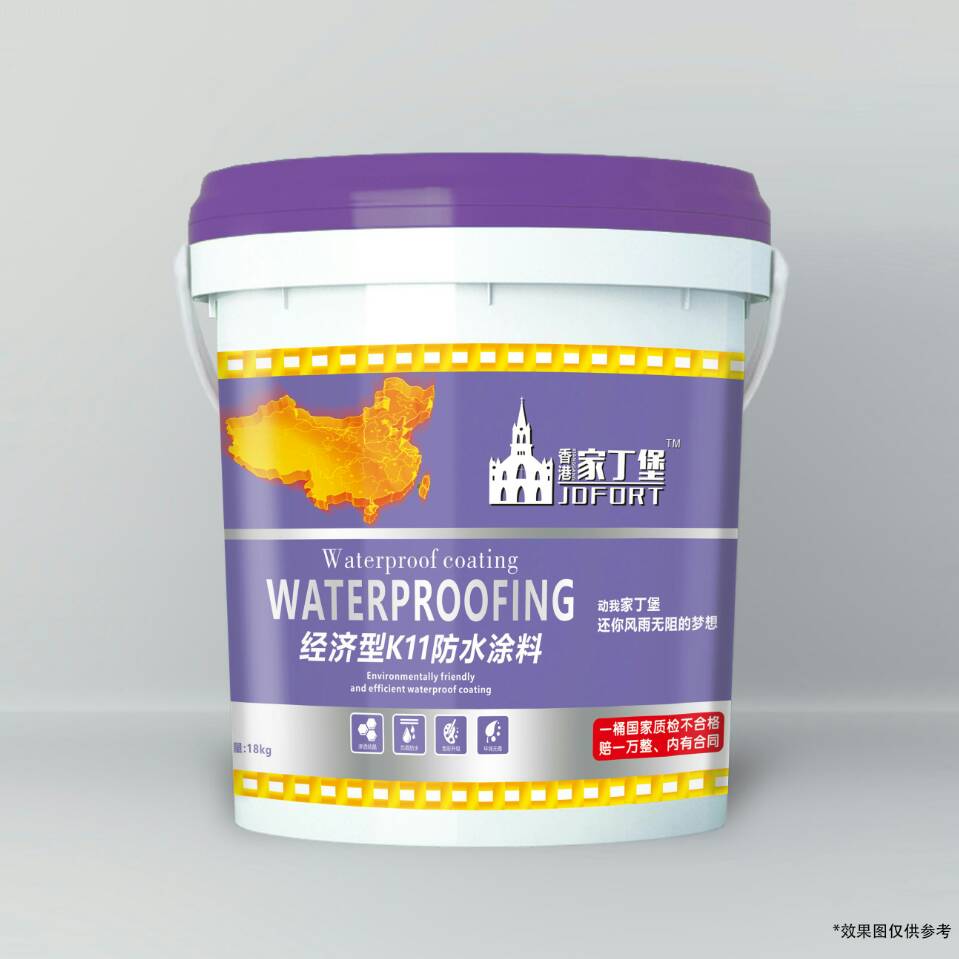 香港
家丁堡
TM
JOFORT
Waterproof coating
WATERPROOFING
经济型K11防水涂料
Environmentally friendly
and efficient waterproof coating
动我家丁堡
还你风雨无阻的梦想
一桶国家质检不合格
赔一万整、内有合同
量:18kg
*效果图仅供参考